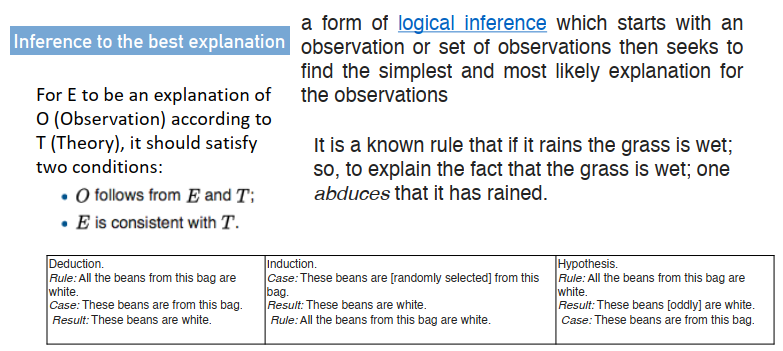 Inference to the best explanation
a form of logical inference which starts with an
observation or set of observations then seeks to
find the simplest and most likely explanation for
the observations
For E to be an explanation of
O (Observation) according to
T (Theory), it should satisfy
two conditions:
• O follows from E and T;
• E is consistent with T.
It is a known rule that if it rains the grass is wet;
so, to explain the fact that the grass is wet; one
abduces that it has rained.
Deduction.
Rule: All the beans from this bag are
white.
Case: These beans are from this bag.
Result: These beans are white.
Induction.
Case: These beans are [randomly selected] from this
bag.
Result: These beans are white.
Rule: All the beans from this bag are white.
Hypothesis.
Rule: All the beans from this bag are
white.
Result: These beans [oddly] are white.
Case: These beans are from this bag.